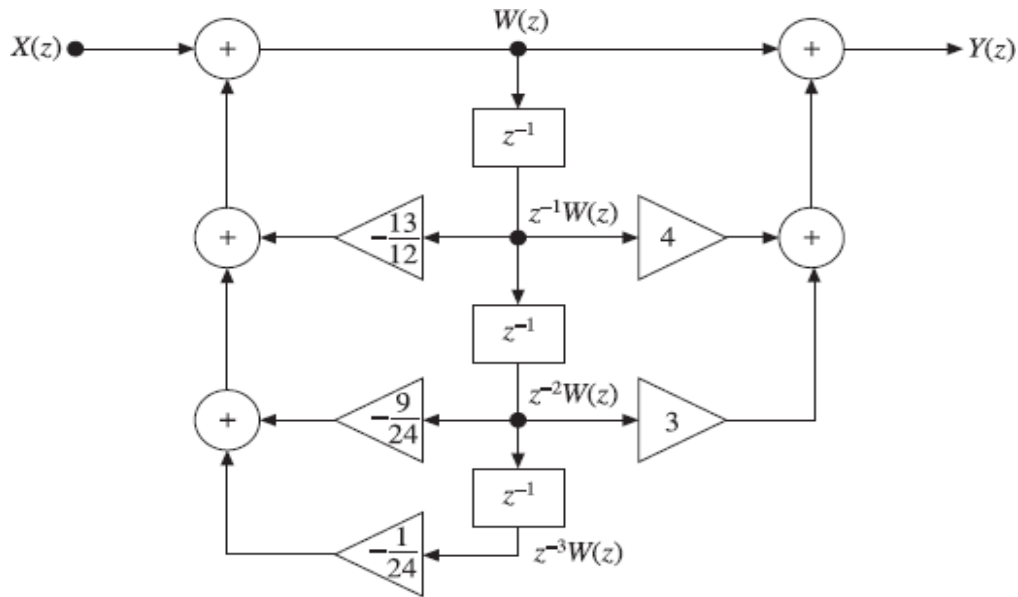 W(z)
X(z) + + Y(z)
z⁻¹
z⁻¹W(z)
+ -13/12 4 +
z⁻¹
z⁻²W(z)
+ -9/24 3
z⁻¹
-1/24 z⁻³W(z)